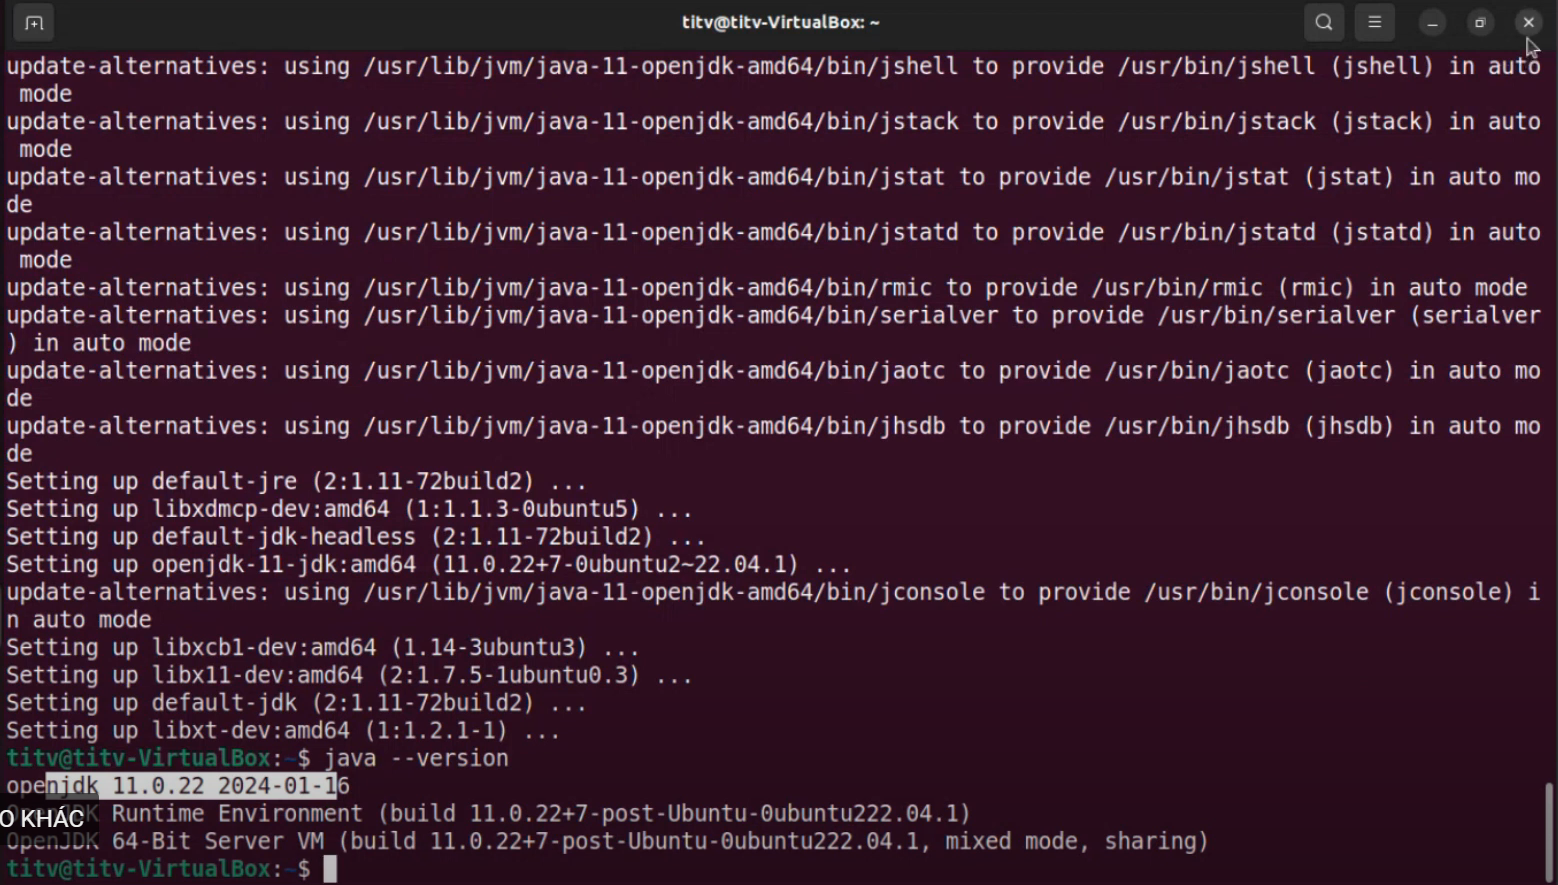 titv@titv-VirtualBox: ~
update-alternatives: using /usr/lib/jvm/java-11-openjdk-amd64/bin/jshell to provide /usr/bin/jshell (jshell) in auto
 mode
update-alternatives: using /usr/lib/jvm/java-11-openjdk-amd64/bin/jstack to provide /usr/bin/jstack (jstack) in auto
 mode
update-alternatives: using /usr/lib/jvm/java-11-openjdk-amd64/bin/jstat to provide /usr/bin/jstat (jstat) in auto mo
de
update-alternatives: using /usr/lib/jvm/java-11-openjdk-amd64/bin/jstatd to provide /usr/bin/jstatd (jstatd) in auto
 mode
update-alternatives: using /usr/lib/jvm/java-11-openjdk-amd64/bin/rmic to provide /usr/bin/rmic (rmic) in auto mode
update-alternatives: using /usr/lib/jvm/java-11-openjdk-amd64/bin/serialver to provide /usr/bin/serialver (serialver
) in auto mode
update-alternatives: using /usr/lib/jvm/java-11-openjdk-amd64/bin/jaotc to provide /usr/bin/jaotc (jaotc) in auto mo
de
update-alternatives: using /usr/lib/jvm/java-11-openjdk-amd64/bin/jhsdb to provide /usr/bin/jhsdb (jhsdb) in auto mo
de
Setting up default-jre (2:1.11-72build2) ...
Setting up libxdmcp-dev:amd64 (1:1.1.3-0ubuntu5) ...
Setting up default-jdk-headless (2:1.11-72build2) ...
Setting up openjdk-11-jdk:amd64 (11.0.22+7-0ubuntu2~22.04.1) ...
update-alternatives: using /usr/lib/jvm/java-11-openjdk-amd64/bin/jconsole to provide /usr/bin/jconsole (jconsole) i
n auto mode
Setting up libxcb1-dev:amd64 (1.14-3ubuntu3) ...
Setting up libx11-dev:amd64 (2:1.7.5-1ubuntu0.3) ...
Setting up default-jdk (2:1.11-72build2) ...
Setting up libxt-dev:amd64 (1:1.2.1-1) ...
titv@titv-VirtualBox:~$ java --version
openjdk 11.0.22 2024-01-16
O KHÁC
OpenJDK Runtime Environment (build 11.0.22+7-post-Ubuntu-0ubuntu222.04.1)
OpenJDK 64-Bit Server VM (build 11.0.22+7-post-Ubuntu-0ubuntu222.04.1, mixed mode, sharing)
titv@titv-VirtualBox:~$